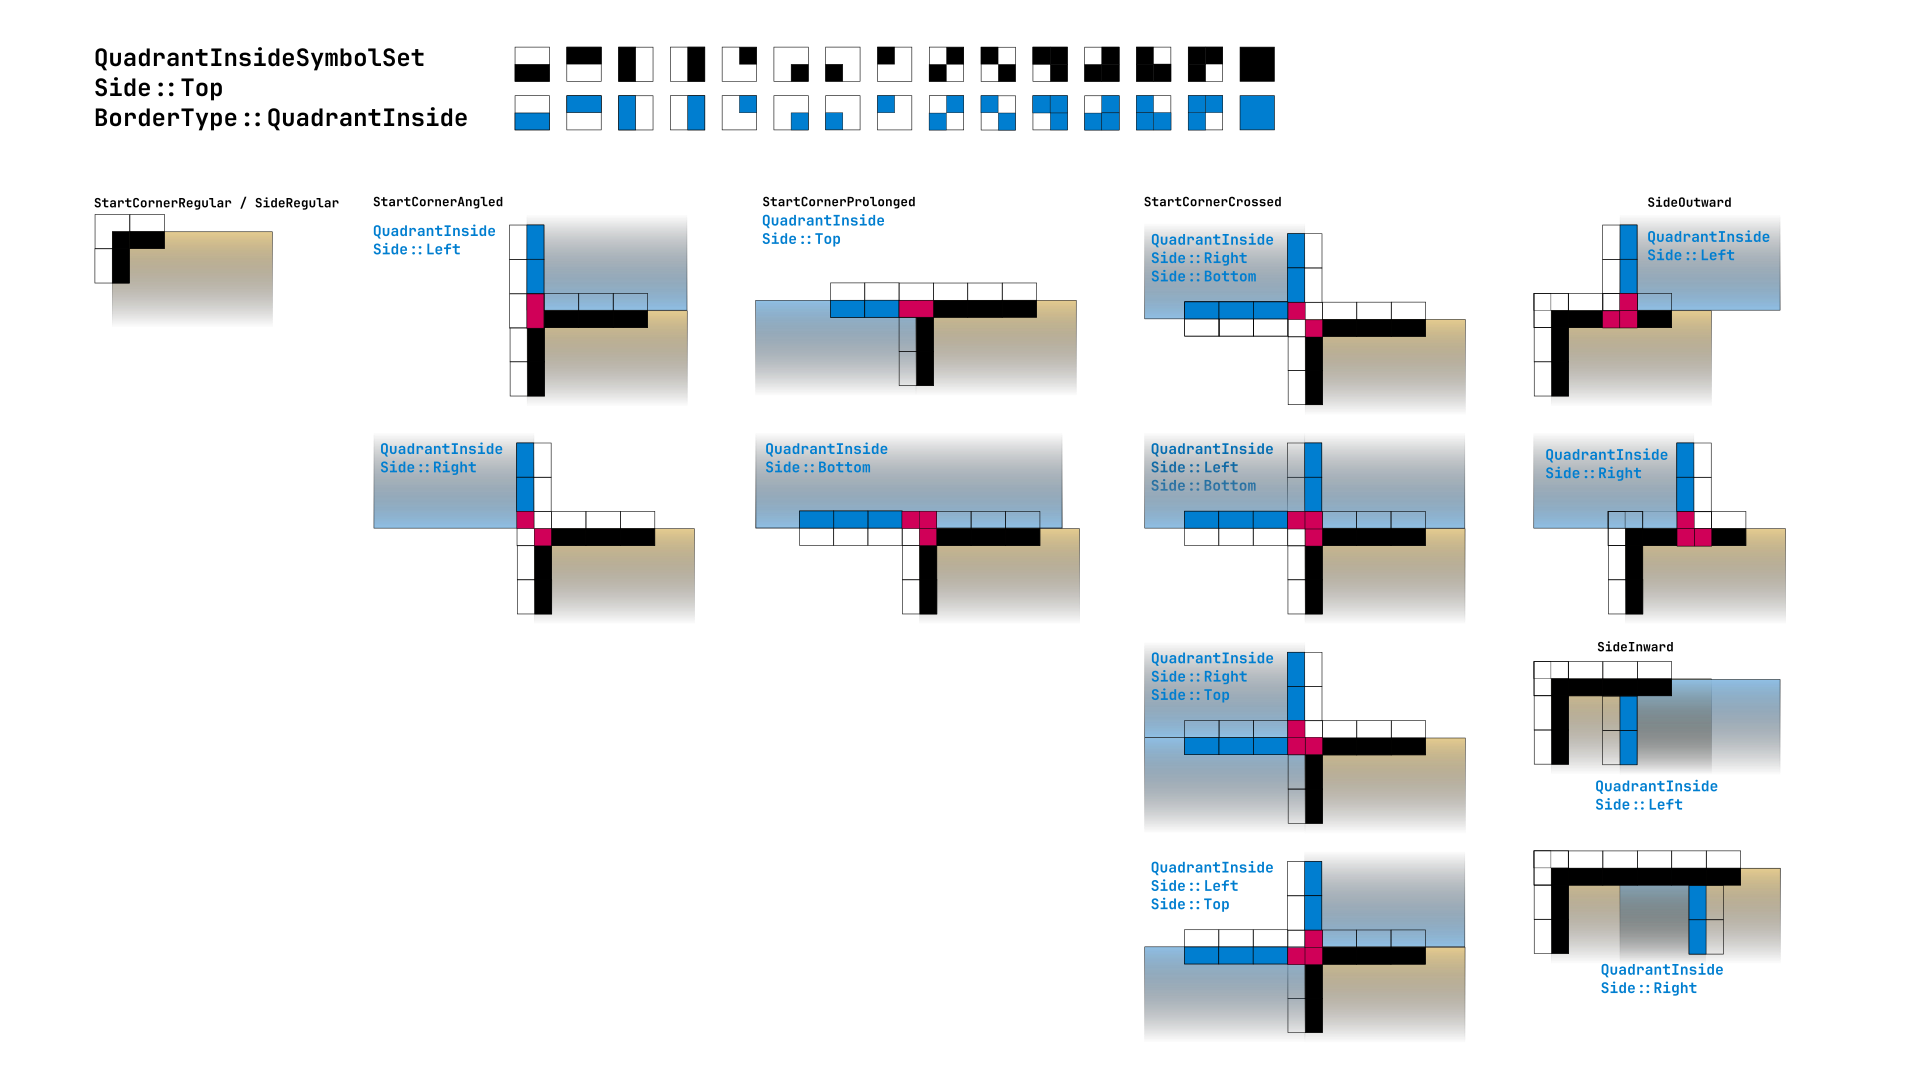 QuadrantInsideSymbolSet
Side::Top
BorderType::QuadrantInside
StartCornerRegular / SideRegular
StartCornerAngled
QuadrantInside
Side::Left
QuadrantInside
Side::Right
StartCornerProlonged
QuadrantInside
Side::Top
QuadrantInside
Side::Bottom
StartCornerCrossed
QuadrantInside
Side::Right
Side::Bottom
QuadrantInside
Side::Left
Side::Bottom
QuadrantInside
Side::Right
Side::Top
QuadrantInside
Side::Left
Side::Top
SideOutward
QuadrantInside
Side::Left
QuadrantInside
Side::Right
SideInward
QuadrantInside
Side::Left
QuadrantInside
Side::Right